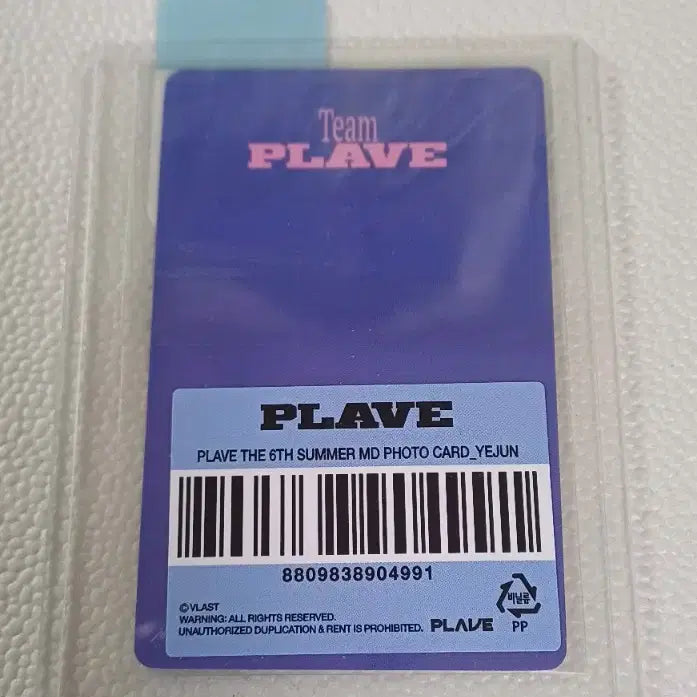 Team
PLAVE
PLAVE
PLAVE THE 6TH SUMMER MD PHOTO CARD_YEJUN
8809838904991
ⓒVLAST
WARNING: ALL RIGHTS RESERVED.
UNAUTHORIZED DUPLICATION & RENT IS PROHIBITED. PLAVE
비닐류
PP